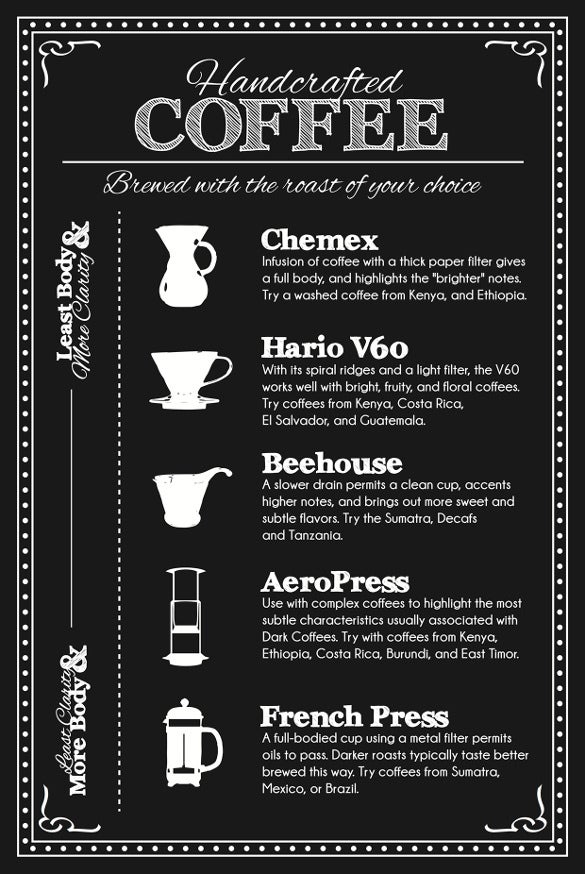 Handcrafted
COFFEE
Brewed with the roast of your choice
Least Body &
More Clarity
Chemex
Infusion of coffee with a thick paper filter gives
a full body, and highlights the "brighter" notes.
Try a washed coffee from Kenya, and Ethiopia.
Hario V60
With its spiral ridges and a light filter, the V60
works well with bright, fruity, and floral coffees.
Try coffees from Kenya, Costa Rica,
El Salvador, and Guatemala.
Beehouse
A slower drain permits a clean cup, accents
higher notes, and brings out more sweet and
subtle flavors. Try the Sumatra, Decafs
and Tanzania.
AeroPress
Use with complex coffees to highlight the most
subtle characteristics usually associated with
Dark Coffees. Try with coffees from Kenya,
Ethiopia, Costa Rica, Burundi, and East Timor.
Least Clarity &
More Body
French Press
A full-bodied cup using a metal filter permits
oils to pass. Darker roasts typically taste better
brewed this way. Try coffees from Sumatra,
Mexico, or Brazil.